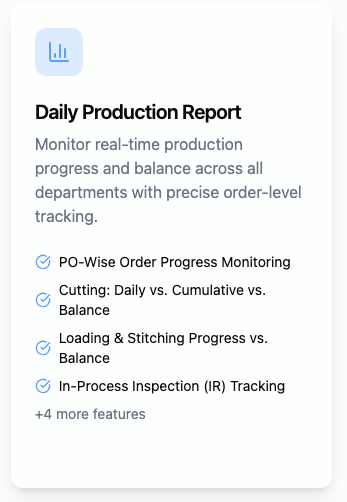 Daily Production Report
Monitor real-time production
progress and balance across all
departments with precise order-level
tracking.
PO-Wise Order Progress Monitoring
Cutting: Daily vs. Cumulative vs.
Balance
Loading & Stitching Progress vs.
Balance
In-Process Inspection (IR) Tracking
+4 more features